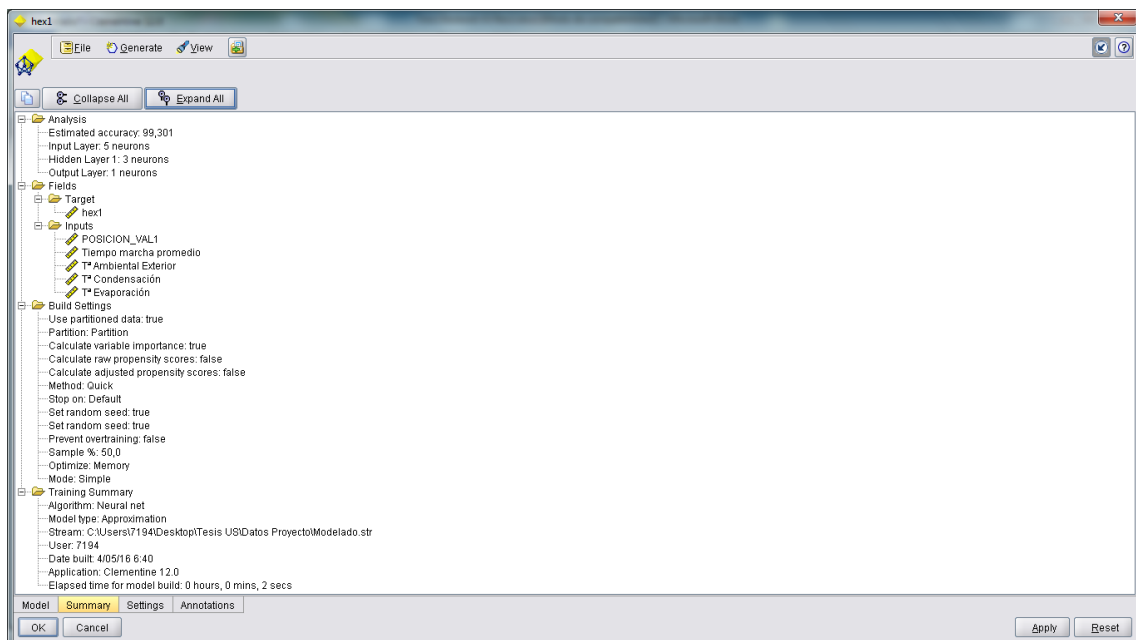 hex1
File Generate View
Collapse All Expand All
Analysis
Estimated accuracy: 99,301
Input Layer: 5 neurons
Hidden Layer 1: 3 neurons
Output Layer: 1 neurons
Fields
Target
hex1
Inputs
POSICION_VAL1
Tiempo marcha promedio
Tª Ambiental Exterior
Tª Condensación
Tª Evaporación
Build Settings
Use partitioned data: true
Partition: Partition
Calculate variable importance: true
Calculate raw propensity scores: false
Calculate adjusted propensity scores: false
Method: Quick
Stop on: Default
Set random seed: true
Set random seed: true
Prevent overtraining: false
Sample %: 50,0
Optimize: Memory
Mode: Simple
Training Summary
Algorithm: Neural net
Model type: Approximation
Stream: C:\Users\7194\Desktop\Tesis US\Datos Proyecto\Modelado.str
User: 7194
Date built: 4/05/16 6:40
Application: Clementine 12.0
Elapsed time for model build: 0 hours, 0 mins, 2 secs
Model Summary Settings Annotations
OK Cancel Apply Reset